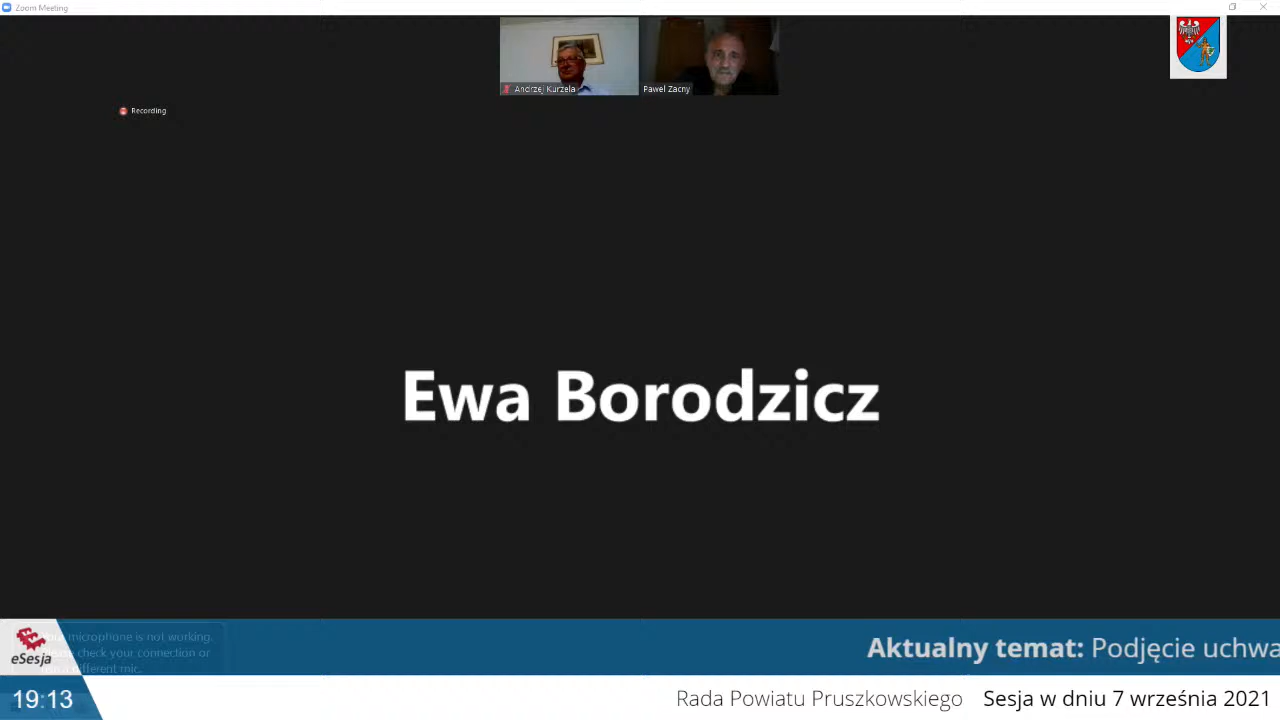 Zoom Meeting
Andrzej Kurzela
Pawel Zacny
Recording
Ewa Borodzicz
microphone is not working.
check your connection or
different mic.
eSesja
Aktualny temat: Podjęcie uchwa
19:13
Rada Powiatu Pruszkowskiego Sesja w dniu 7 września 2021